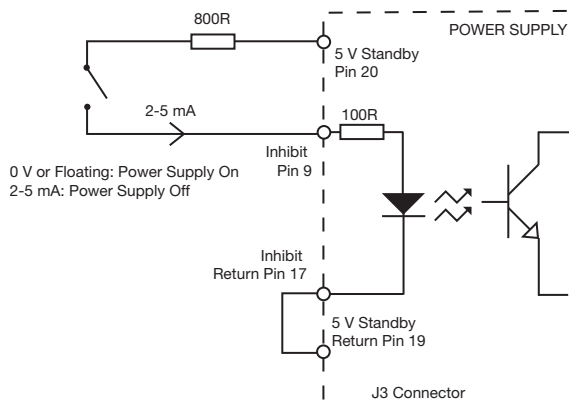 800R
POWER SUPPLY
5 V Standby
Pin 20
2-5 mA
100R
Inhibit
Pin 9
0 V or Floating: Power Supply On
2-5 mA: Power Supply Off
Inhibit
Return Pin 17
5 V Standby
Return Pin 19
J3 Connector